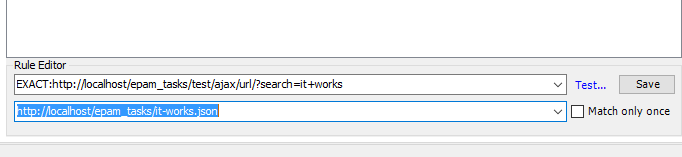 Rule Editor
EXACT:http://localhost/epam_tasks/test/ajax/url/?search=it+works
Test... Save
http://localhost/epam_tasks/it-works.json
Match only once